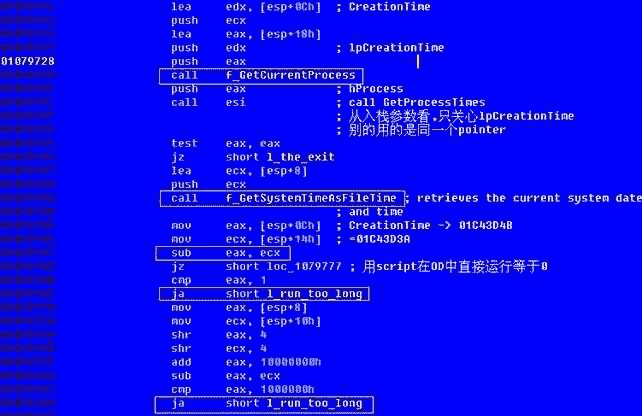 lea edx, [esp+0Ch] ; CreationTime
push ecx
lea eax, [esp+18h]
push edx ; lpCreationTime
01079728 push eax
call f_GetCurrentProcess
push eax ; hProcess
call esi ; call GetProcessTimes
; 从入栈参数看,只关心lpCreationTime
; 别的用的是同一个pointer
test eax, eax
jz short l_the_exit
lea ecx, [esp+8]
push ecx
call f_GetSystemTimeAsFileTime ; retrieves the current system date
; and time
mov eax, [esp+0Ch] ; CreationTime -> 01C43D4B
mov ecx, [esp+14h] ; =01C43D3A
sub eax, ecx
jz short loc_1079777 ; 用script在OD中直接运行等于0
cmp eax, 1
ja short l_run_too_long
mov eax, [esp+8]
mov ecx, [esp+10h]
shr eax, 4
shr ecx, 4
add eax, 10000000h
sub eax, ecx
cmp eax, 1000000h
ja short l_run_too_long